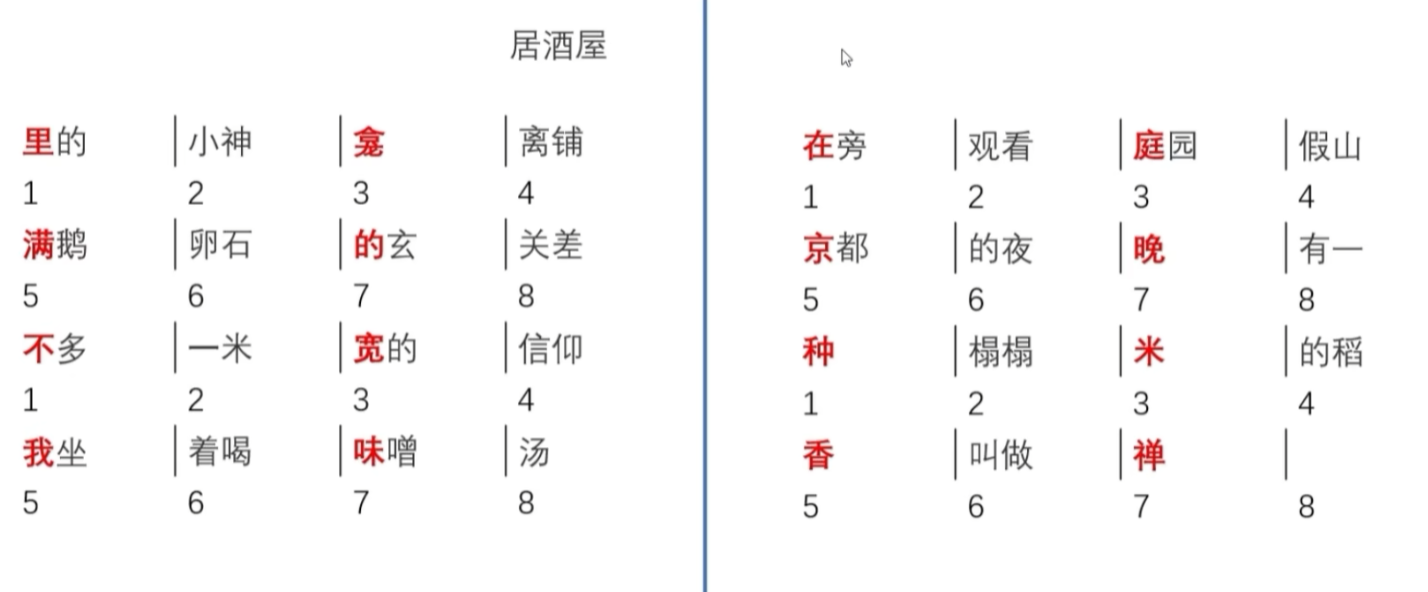 居酒屋
里的 小神 龛 离铺
1 2 3 4
满鹅 卵石 的玄 关差
5 6 7 8
不多 一米 宽的 信仰
1 2 3 4
我坐 着喝 味噌 汤
5 6 7 8
在旁 观看 庭园 假山
1 2 3 4
京都 的夜 晚 有一
5 6 7 8
种 榻榻 米 的稻
1 2 3 4
香 叫做 禅
5 6 7 8